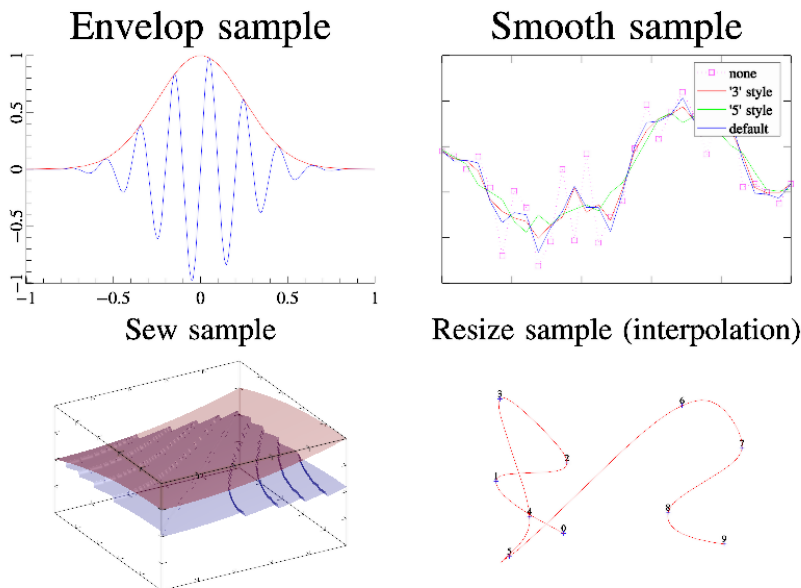 Envelop sample
Smooth sample
1
0.5
0
−0.5
−1
−1
−0.5
0
0.5
1
none
'3' style
'5' style
default
Sew sample
Resize sample (interpolation)
3
6
7
2
1
8
4
0
9
5